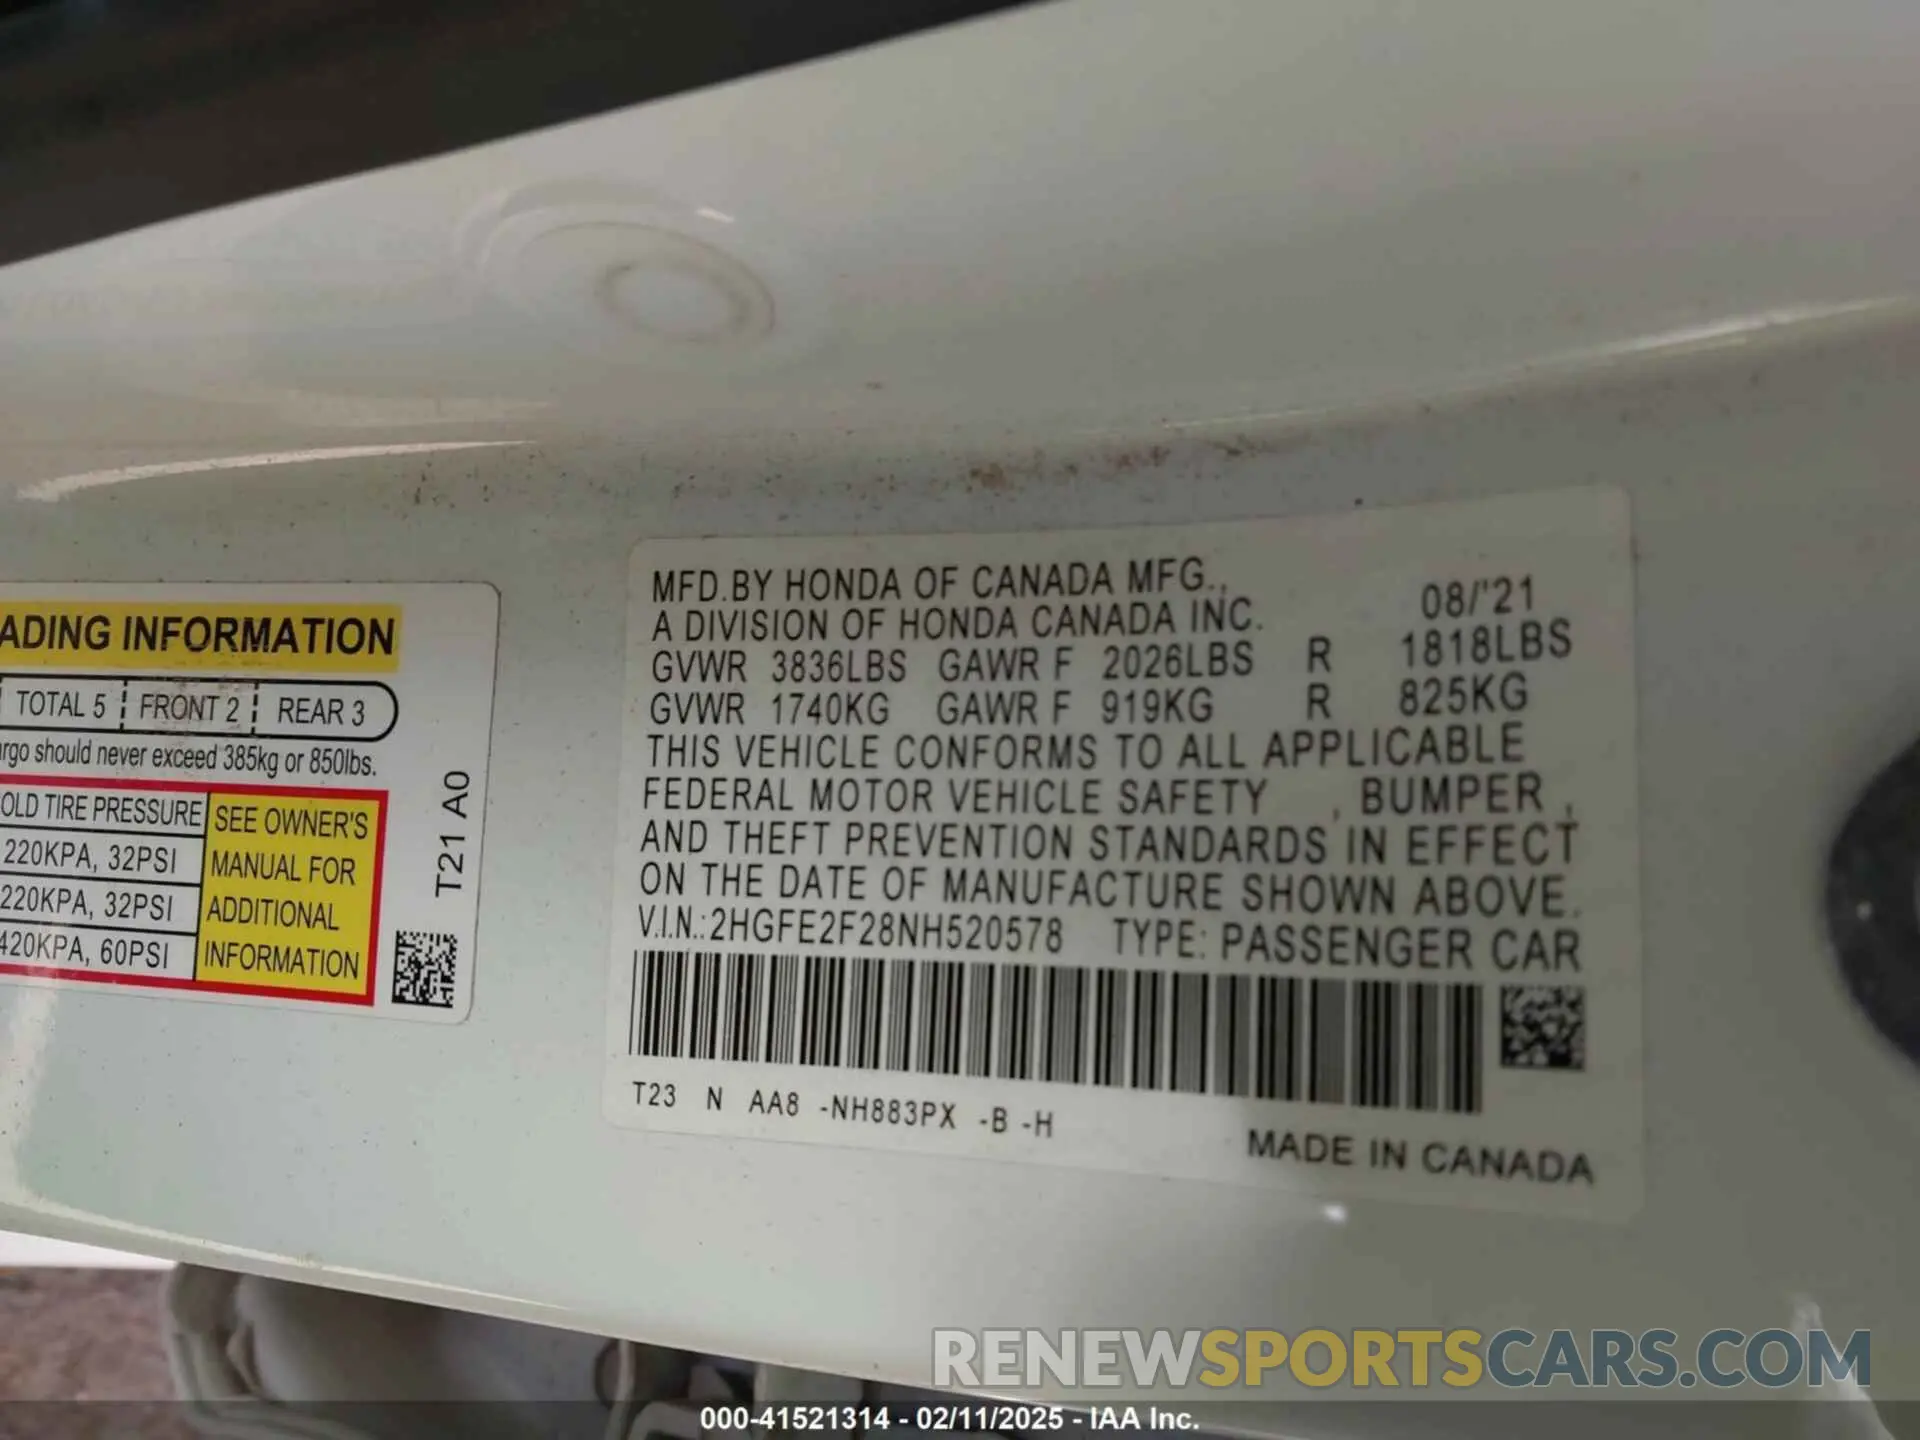 ADING INFORMATION
TOTAL 5 FRONT 2 REAR 3
rgo should never exceed 385kg or 850lbs.
OLD TIRE PRESSURE
220KPA, 32PSI
220KPA, 32PSI
420KPA, 60PSI
SEE OWNER'S
MANUAL FOR
ADDITIONAL
INFORMATION
T21 A0
MFD.BY HONDA OF CANADA MFG.,
A DIVISION OF HONDA CANADA INC. 08/'21
GVWR 3836LBS GAWR F 2026LBS R 1818LBS
GVWR 1740KG GAWR F 919KG R 825KG
THIS VEHICLE CONFORMS TO ALL APPLICABLE
FEDERAL MOTOR VEHICLE SAFETY , BUMPER ,
AND THEFT PREVENTION STANDARDS IN EFFECT
ON THE DATE OF MANUFACTURE SHOWN ABOVE.
V.I.N.:2HGFE2F28NH520578 TYPE: PASSENGER CAR
T23 N AA8 -NH883PX -B -H
MADE IN CANADA
RENEWSPORTSCARS.COM
000-41521314 - 02/11/2025 - IAA Inc.